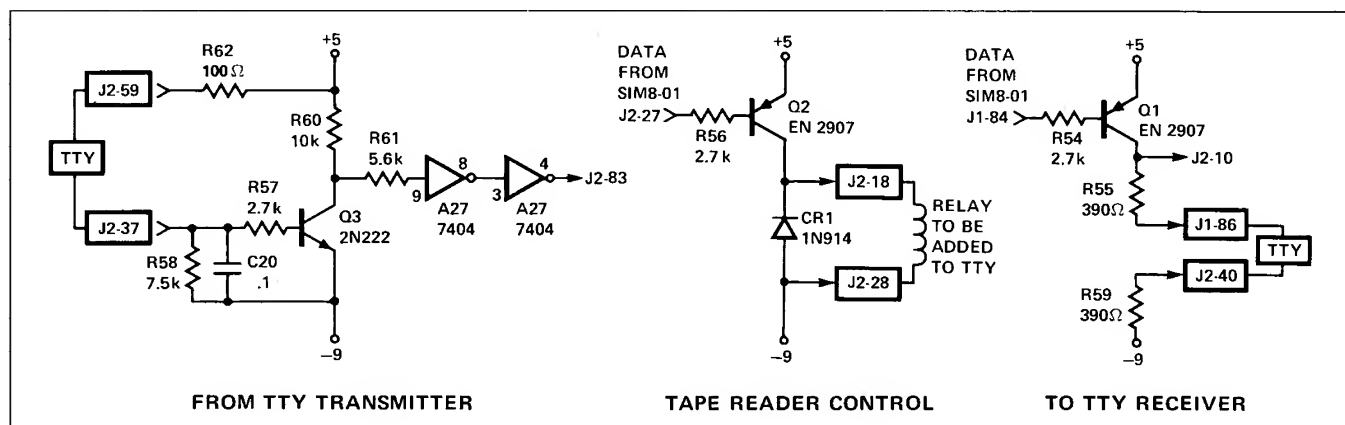 +5
R62
100Ω
J2-59
R60
10k
R61
5.6k
8
4
J2-83
9
A27
7404
3
A27
7404
TTY
R57
2.7k
Q3
2N222
J2-37
R58
7.5k
C20
.1
−9
FROM TTY TRANSMITTER
+5
DATA
FROM
SIM8-01
J2-27
R56
2.7k
Q2
EN 2907
J2-18
CR1
1N914
RELAY
TO BE
ADDED
TO TTY
J2-28
−9
TAPE READER CONTROL
+5
DATA
FROM
SIM8-01
J1-84
R54
2.7k
Q1
EN 2907
J2-10
R55
390Ω
J1-86
TTY
J2-40
R59
390Ω
−9
TO TTY RECEIVER